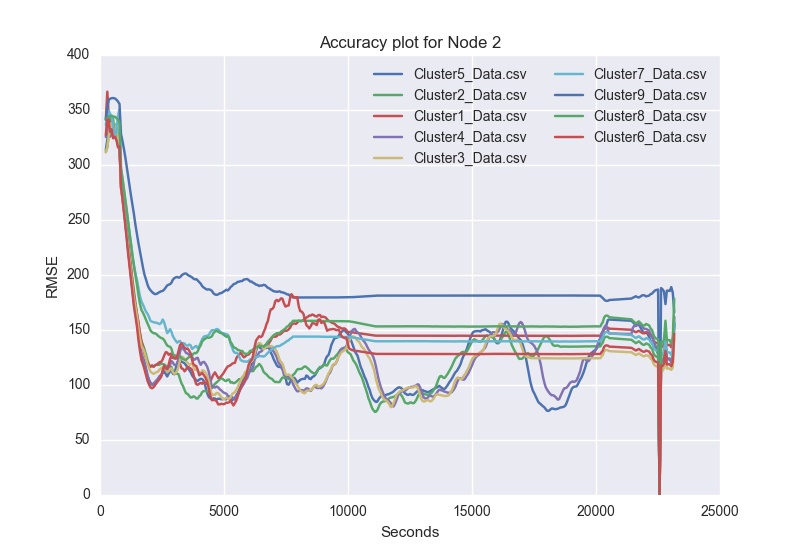 Accuracy plot for Node 2
400
350
300
250
200
150
100
50
0
RMSE
Cluster5_Data.csv
Cluster2_Data.csv
Cluster1_Data.csv
Cluster4_Data.csv
Cluster3_Data.csv
Cluster7_Data.csv
Cluster9_Data.csv
Cluster8_Data.csv
Cluster6_Data.csv
0 5000 10000 15000 20000 25000
Seconds